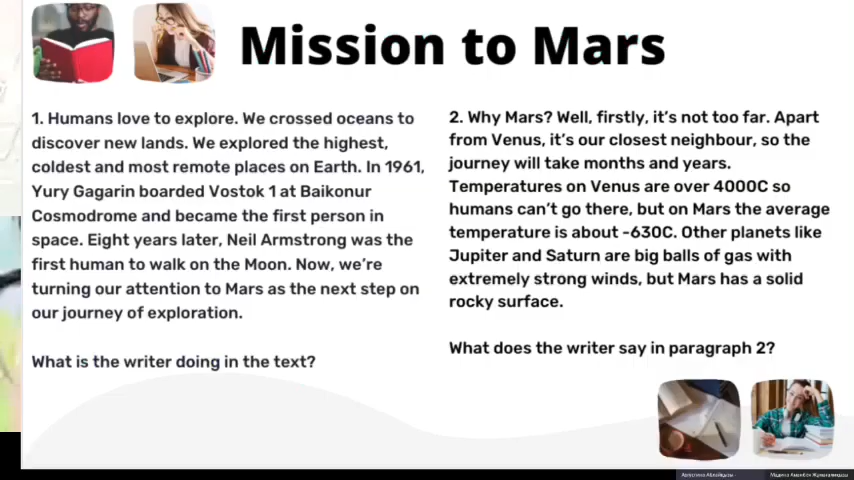 Mission to Mars
1. Humans love to explore. We crossed oceans to
discover new lands. We explored the highest,
coldest and most remote places on Earth. In 1961,
Yury Gagarin boarded Vostok 1 at Baikonur
Cosmodrome and became the first person in
space. Eight years later, Neil Armstrong was the
first human to walk on the Moon. Now, we're
turning our attention to Mars as the next step on
our journey of exploration.
What is the writer doing in the text?
2. Why Mars? Well, firstly, it's not too far. Apart
from Venus, it's our closest neighbour, so the
journey will take months and years.
Temperatures on Venus are over 4000C so
humans can't go there, but on Mars the average
temperature is about -630C. Other planets like
Jupiter and Saturn are big balls of gas with
extremely strong winds, but Mars has a solid
rocky surface.
What does the writer say in paragraph 2?